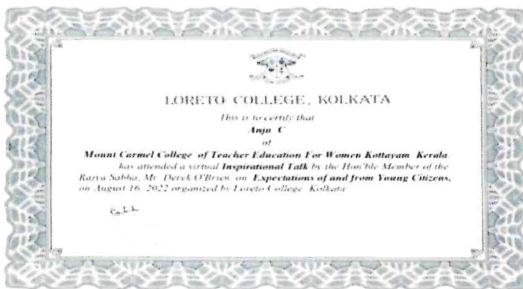 LORETO COLLEGE, KOLKATA
This is to certify that
Anju C
of
Mount Carmel College of Teacher Education For Women Kottayam Kerala
has attended a virtual Inspirational Talk by the Hon'ble Member of the
Rajya Sabha, Mr. Derek O'Brien on Expectations of and from Young Citizens,
on August 16, 2022 organized by Loreto College Kolkata